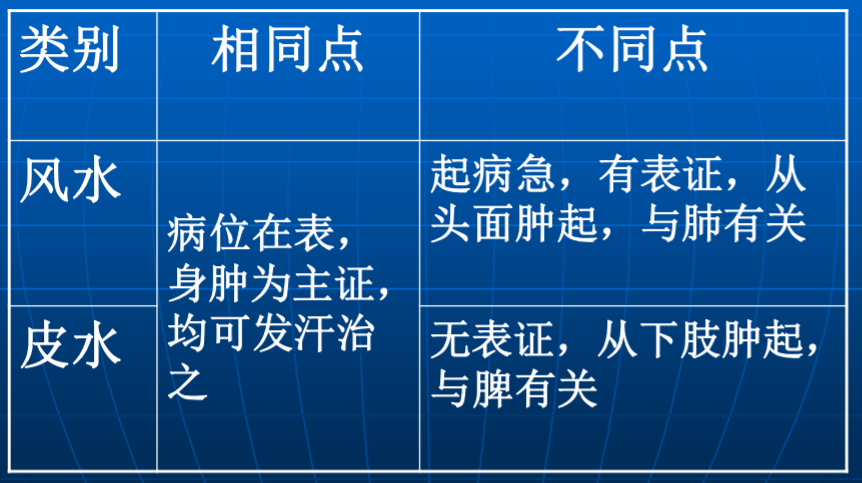 类别
相同点
不同点
风水
病位在表，
身肿为主证，
均可发汗治
之
起病急，有表证，从
头面肿起，与肺有关
皮水
无表证，从下肢肿起，
与脾有关